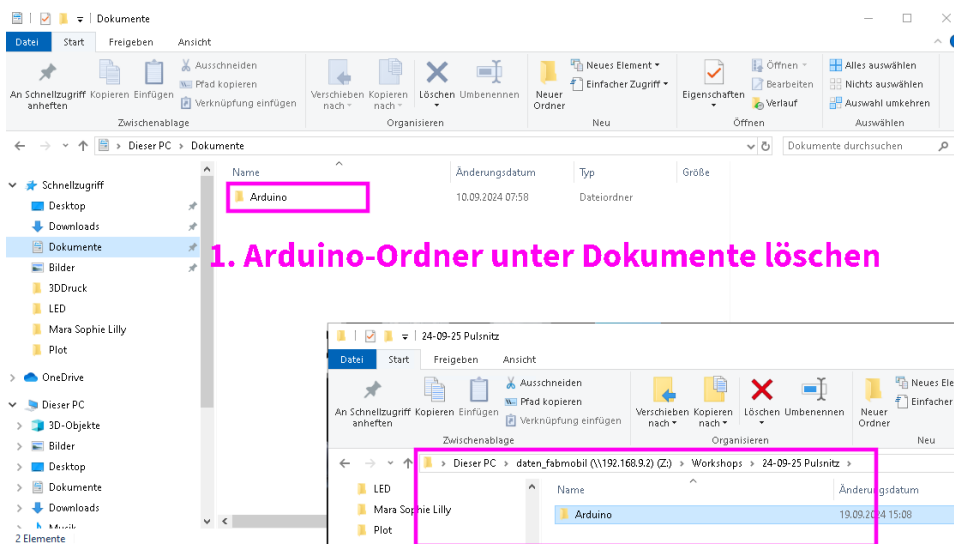 Dokumente
Datei Start Freigeben Ansicht
An Schnellzugriff anheften
Kopieren
Einfügen
Ausschneiden
Pfad kopieren
Verknüpfung einfügen
Zwischenablage
Verschieben nach
Kopieren nach
Löschen
Umbenennen
Organisieren
Neuer Ordner
Neues Element
Einfacher Zugriff
Neu
Eigenschaften
Öffnen
Bearbeiten
Verlauf
Öffnen
Alles auswählen
Nichts auswählen
Auswahl umkehren
Auswählen
Dieser PC > Dokumente
Dokumente durchsuchen
Name Änderungsdatum Typ Größe
Arduino 10.09.2024 07:58 Dateiordner
1. Arduino-Ordner unter Dokumente löschen
Schnellzugriff
Desktop
Downloads
Dokumente
Bilder
3DDruck
LED
Mara Sophie Lilly
Plot
OneDrive
Dieser PC
3D-Objekte
Bilder
Desktop
Dokumente
Downloads
Musik
2 Elemente
24-09-25 Pulsnitz
Datei Start Freigeben Ansicht
An Schnellzugriff anheften
Kopieren
Einfügen
Ausschneiden
Pfad kopieren
Verknüpfung einfügen
Zwischenablage
Verschieben nach
Kopieren nach
Löschen
Umbenennen
Organisieren
Neuer Ordner
Neues Ele
Einfacher
Neu
Dieser PC > daten_fabmobil (\\192.168.9.2) (Z:) > Workshops > 24-09-25 Pulsnitz >
LED
Mara Sophie Lilly
Plot
Name Änderungsdatum
Arduino 19.09.2024 15:08